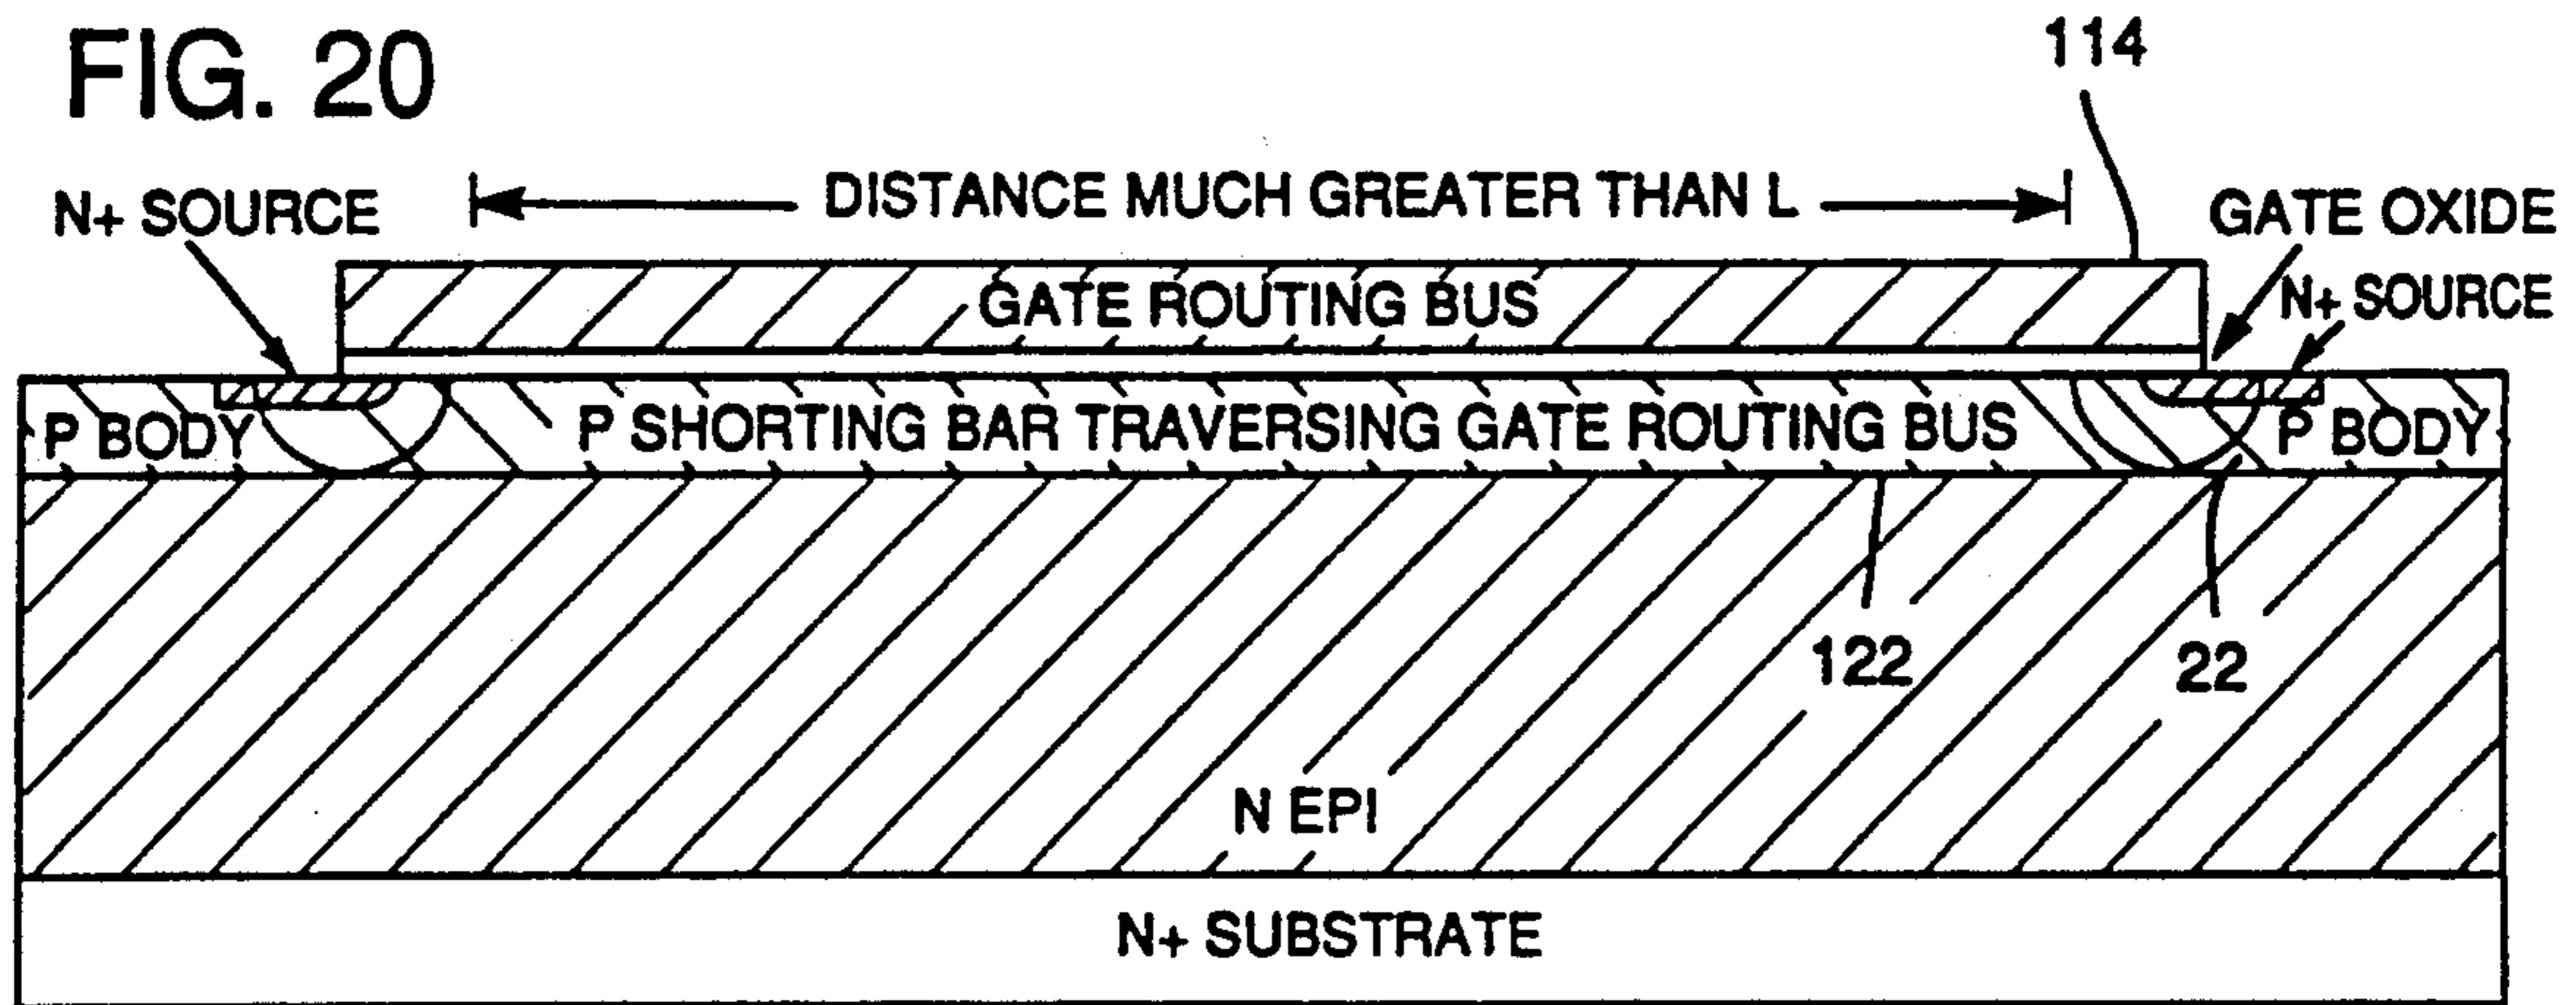 FIG. 20
114
DISTANCE MUCH GREATER THAN L
N+ SOURCE
GATE OXIDE
N+ SOURCE
GATE ROUTING BUS
P BODY
P SHORTING BAR TRAVERSING GATE ROUTING BUS
P BODY
122
22
N EPI
N+ SUBSTRATE